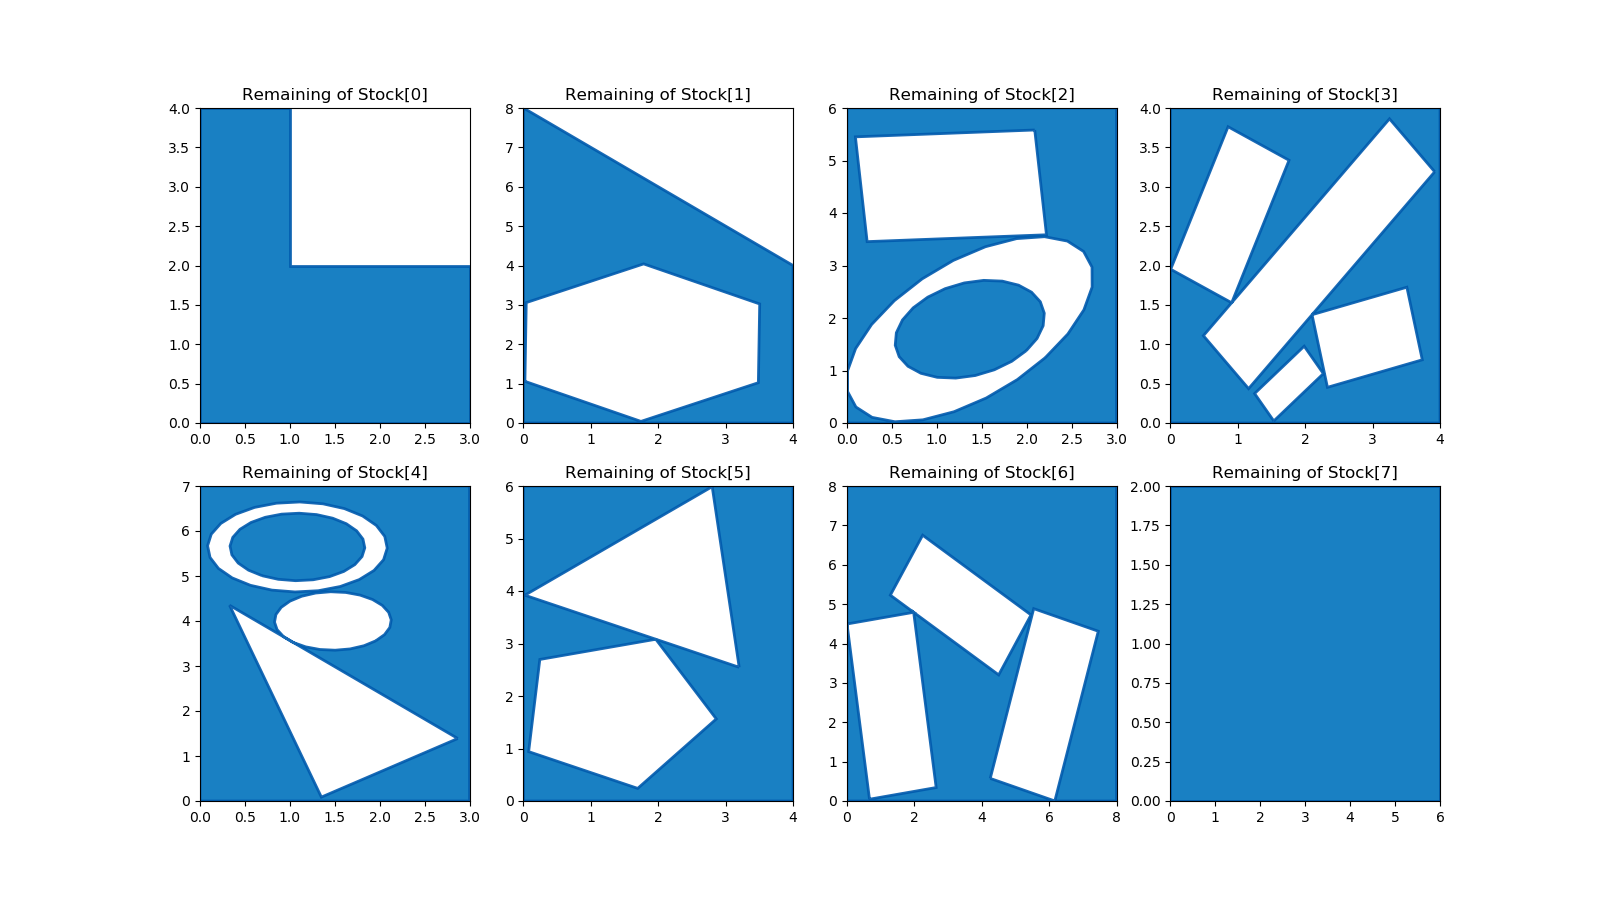 Remaining of Stock[0] Remaining of Stock[1] Remaining of Stock[2] Remaining of Stock[3]
4.0 8 6 4.0
3.5 7 5 3.5
3.0 6 4 3.0
2.5 5 3 2.5
2.0 4 2 2.0
1.5 3 1 1.5
1.0 2 0 1.0
0.5 1 0.5
0.0 0 0.0
0.0 0.5 1.0 1.5 2.0 2.5 3.0 0 1 2 3 4 0.0 0.5 1.0 1.5 2.0 2.5 3.0 0 1 2 3 4
Remaining of Stock[4] Remaining of Stock[5] Remaining of Stock[6] Remaining of Stock[7]
7 6 8 2.00
6 5 7 1.75
5 4 6 1.50
4 3 5 1.25
3 2 4 1.00
2 1 3 0.75
1 0 2 0.50
0 1 0.25
0 0.00
0.0 0.5 1.0 1.5 2.0 2.5 3.0 0 1 2 3 4 0 2 4 6 8 0 1 2 3 4 5 6